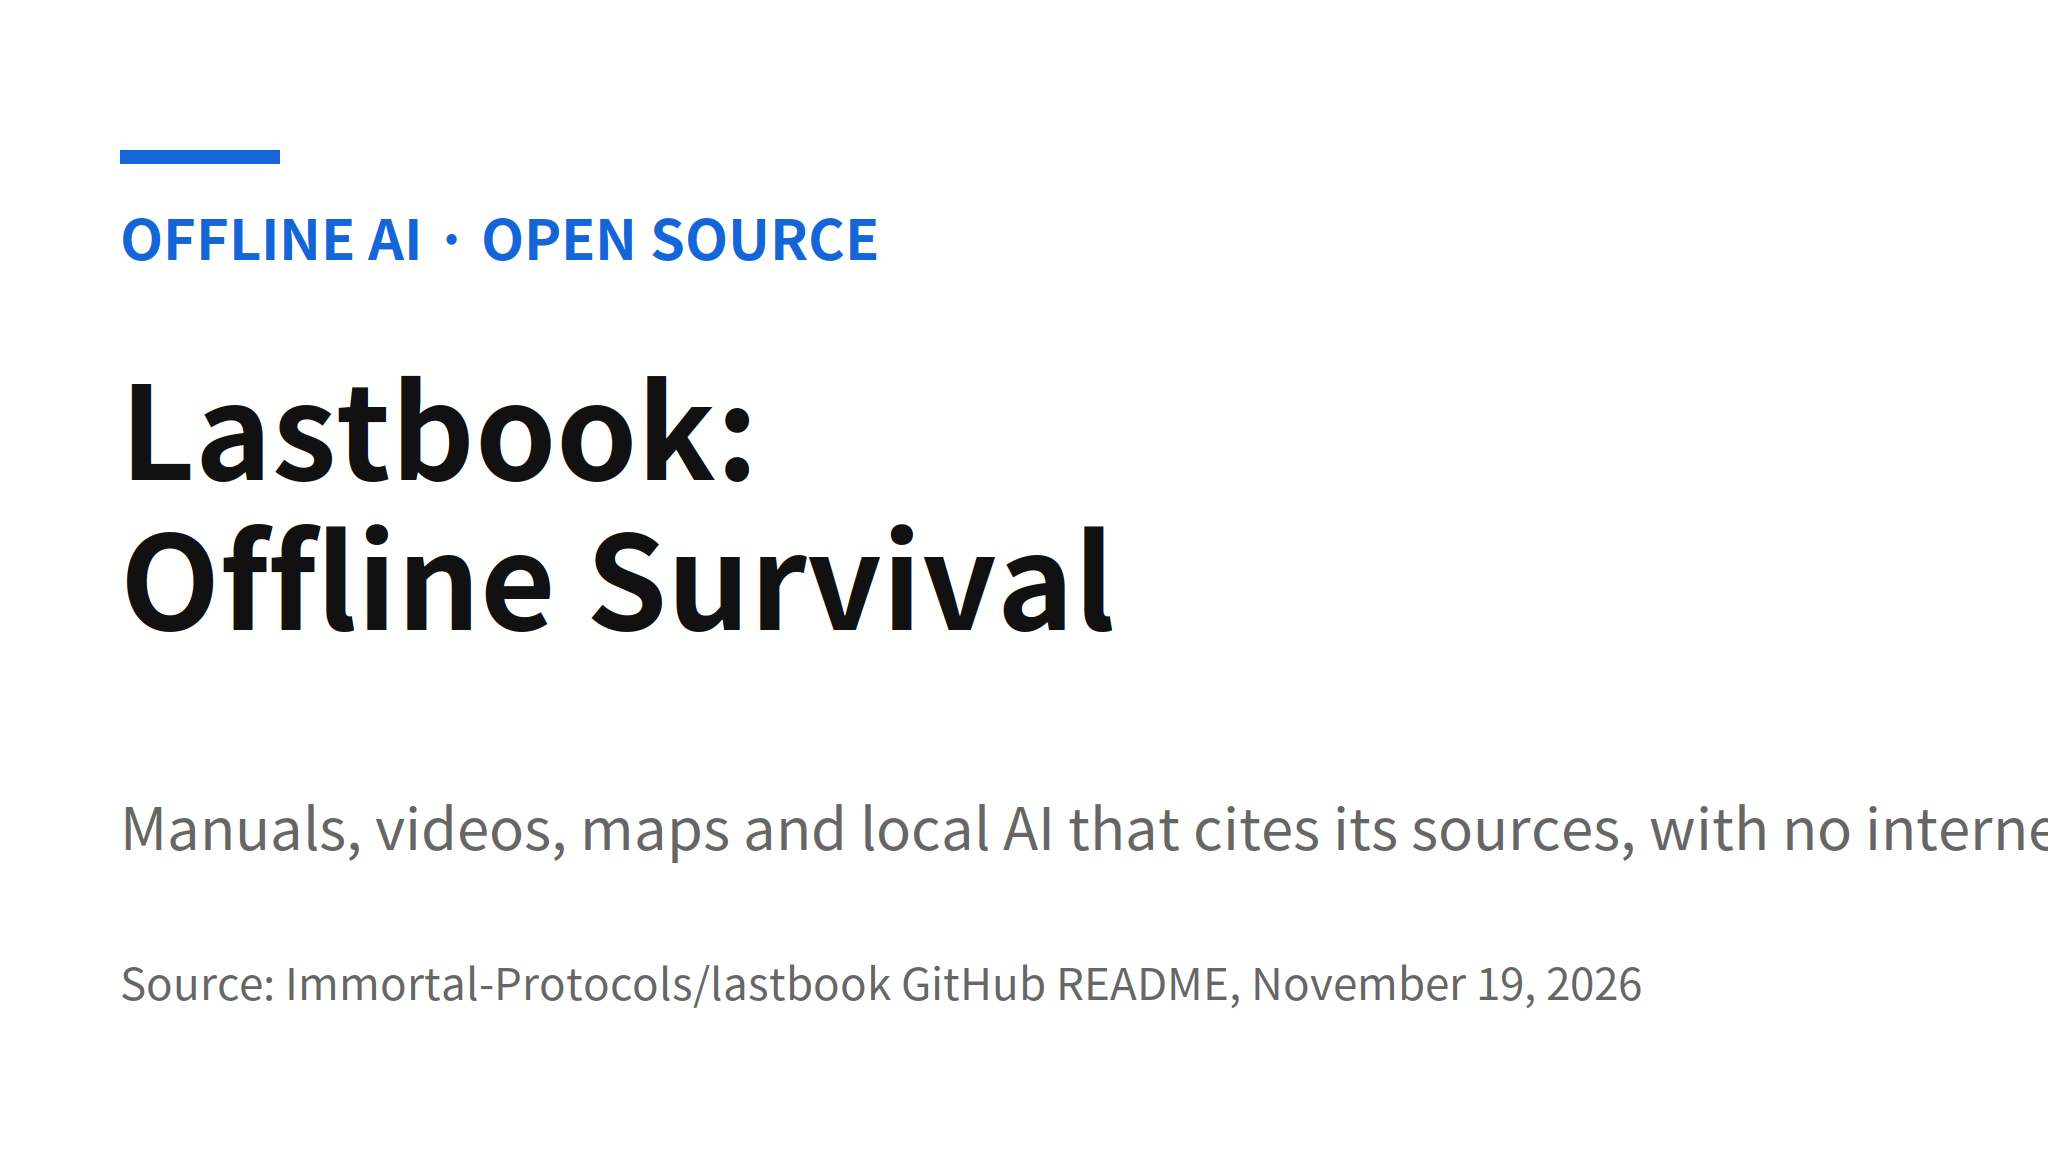 OFFLINE AI · OPEN SOURCE
Lastbook:
Offline Survival
Manuals, videos, maps and local AI that cites its sources, with no interne
Source: Immortal-Protocols/lastbook GitHub README, November 19, 2026